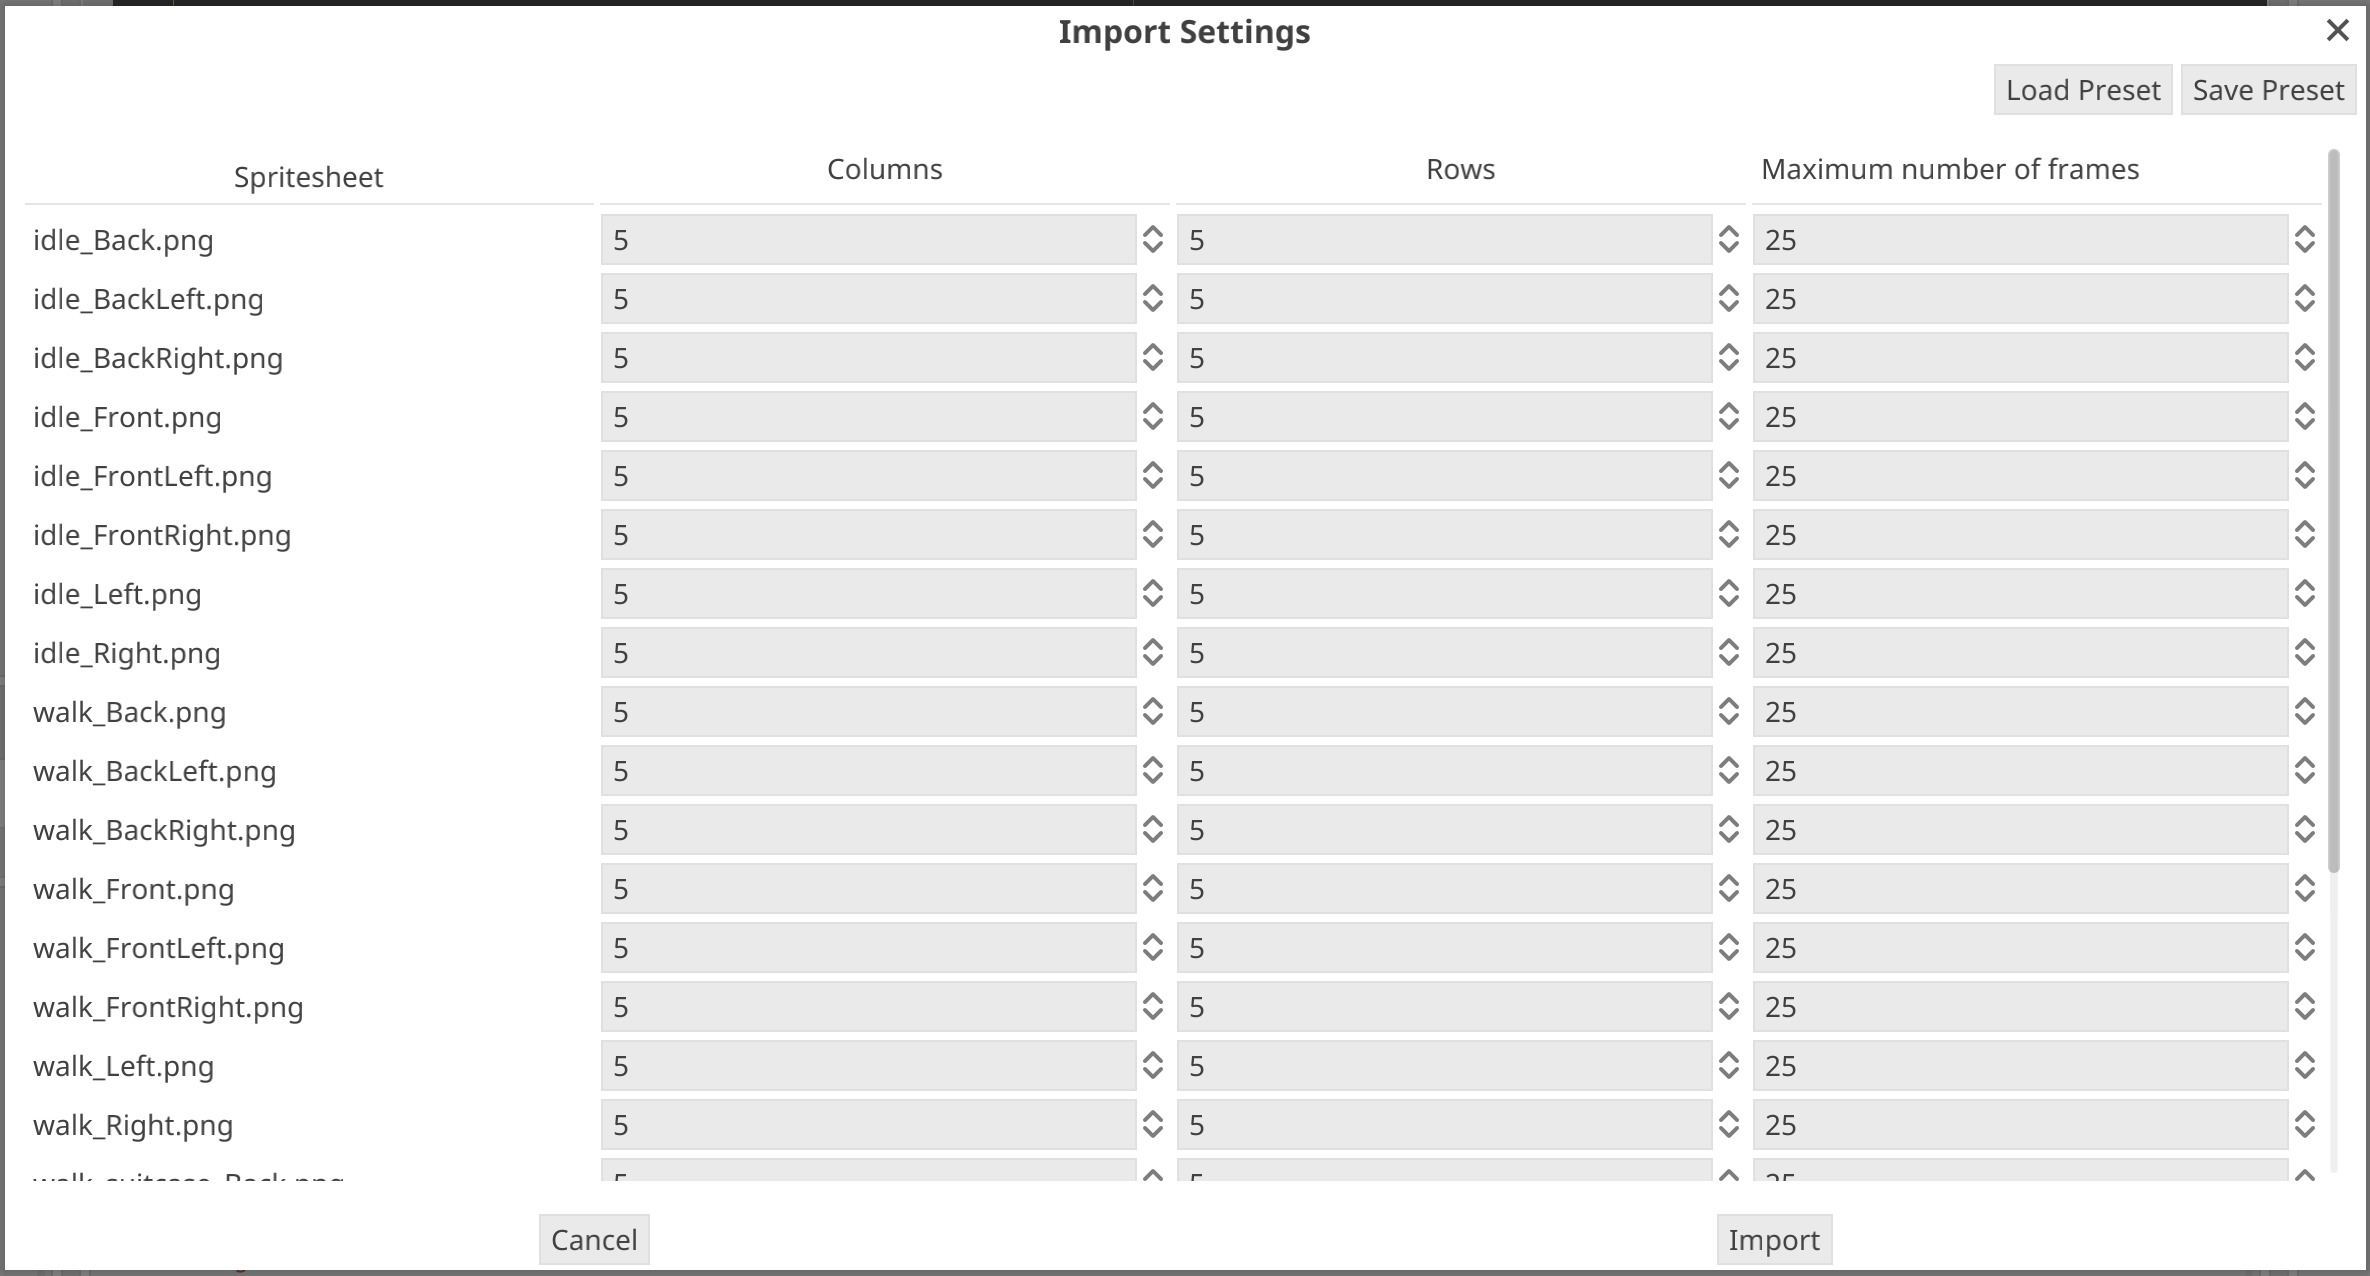 Import Settings
Load Preset Save Preset
Spritesheet Columns Rows Maximum number of frames
idle_Back.png 5 5 25
idle_BackLeft.png 5 5 25
idle_BackRight.png 5 5 25
idle_Front.png 5 5 25
idle_FrontLeft.png 5 5 25
idle_FrontRight.png 5 5 25
idle_Left.png 5 5 25
idle_Right.png 5 5 25
walk_Back.png 5 5 25
walk_BackLeft.png 5 5 25
walk_BackRight.png 5 5 25
walk_Front.png 5 5 25
walk_FrontLeft.png 5 5 25
walk_FrontRight.png 5 5 25
walk_Left.png 5 5 25
walk_Right.png 5 5 25
walk_suitcase_Back.png 5 5 25
Cancel Import